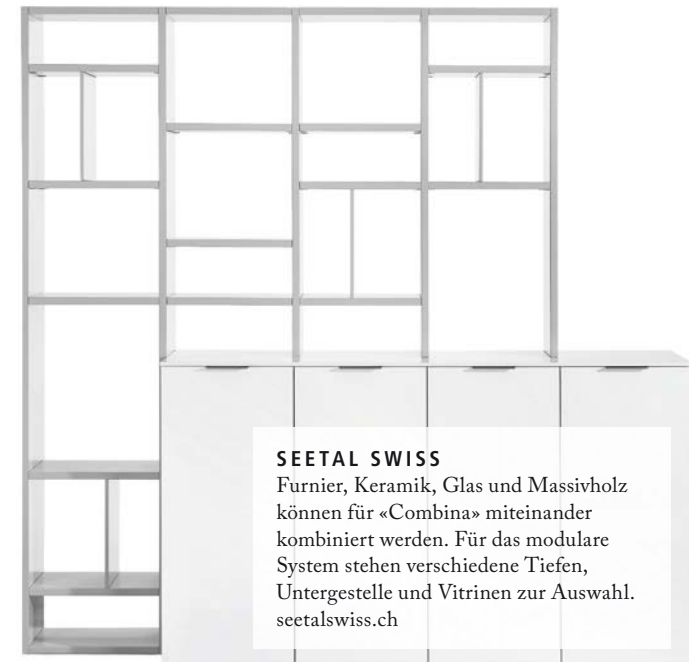 SEETAL SWISS
Furnier, Keramik, Glas und Massivholz
können für «Combina» miteinander
kombiniert werden. Für das modulare
System stehen verschiedene Tiefen,
Untergestelle und Vitrinen zur Auswahl.
seetalswiss.ch